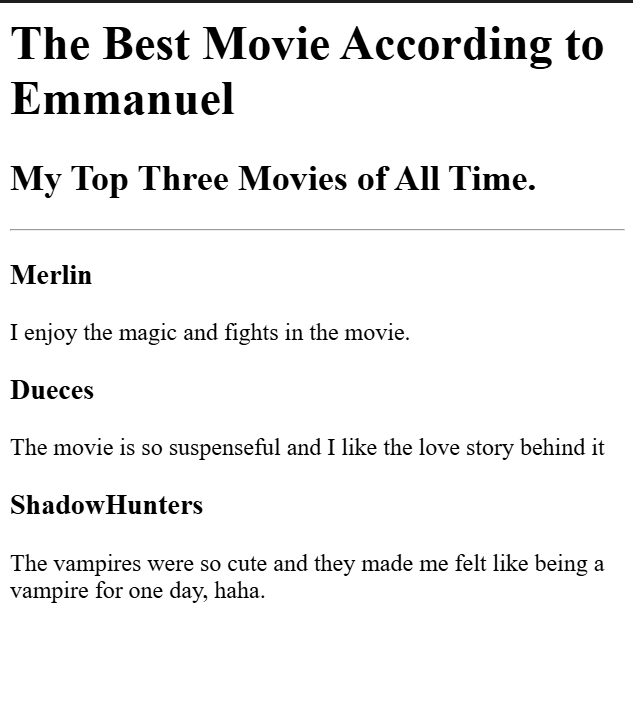 The Best Movie According to
Emmanuel
My Top Three Movies of All Time.
Merlin
I enjoy the magic and fights in the movie.
Dueces
The movie is so suspenseful and I like the love story behind it
ShadowHunters
The vampires were so cute and they made me felt like being a
vampire for one day, haha.